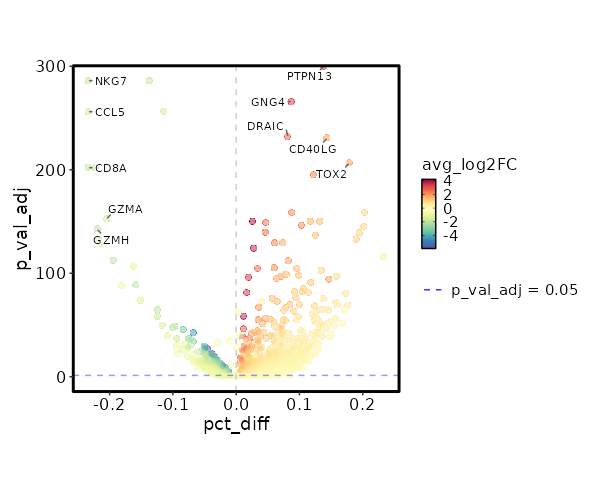 300
200
100
0
p_val_adj
NKG7
CCL5
CD8A
GZMA
GZMH
PTPN13
GNG4
DRAIC
CD40LG
TOX2
-0.2
-0.1
0.0
0.1
0.2
pct_diff
avg_log2FC
4
2
0
-2
-4
p_val_adj = 0.05